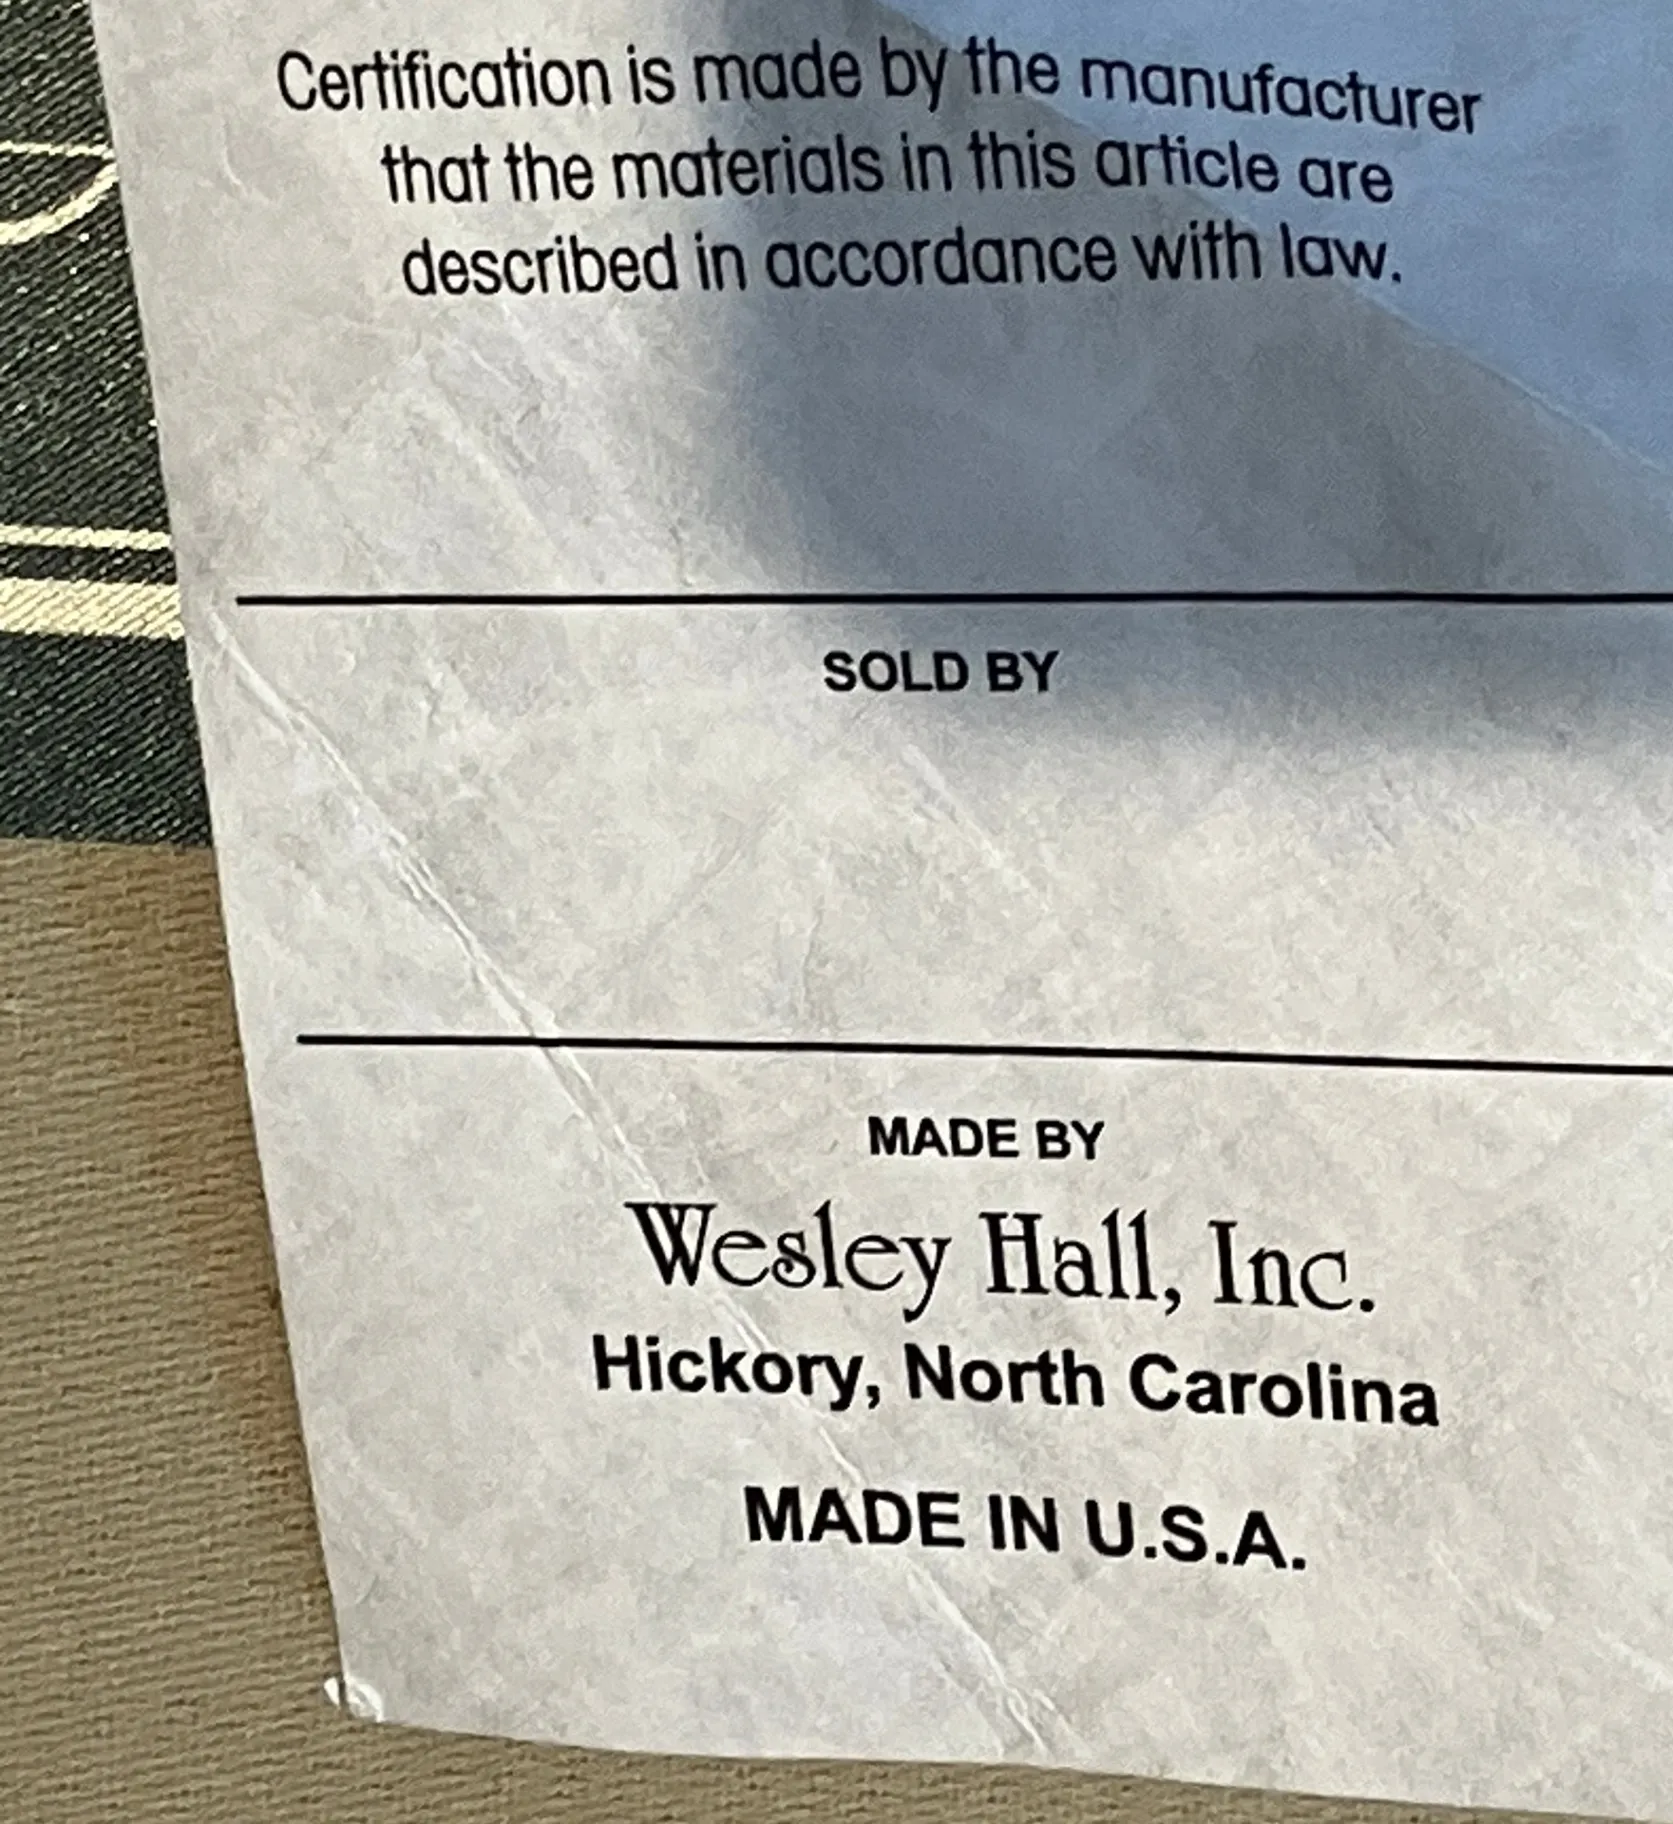 Certification is made by the manufacturer
that the materials in this article are
described in accordance with law.
SOLD BY
MADE BY
Wesley Hall, Inc.
Hickory, North Carolina
MADE IN U.S.A.